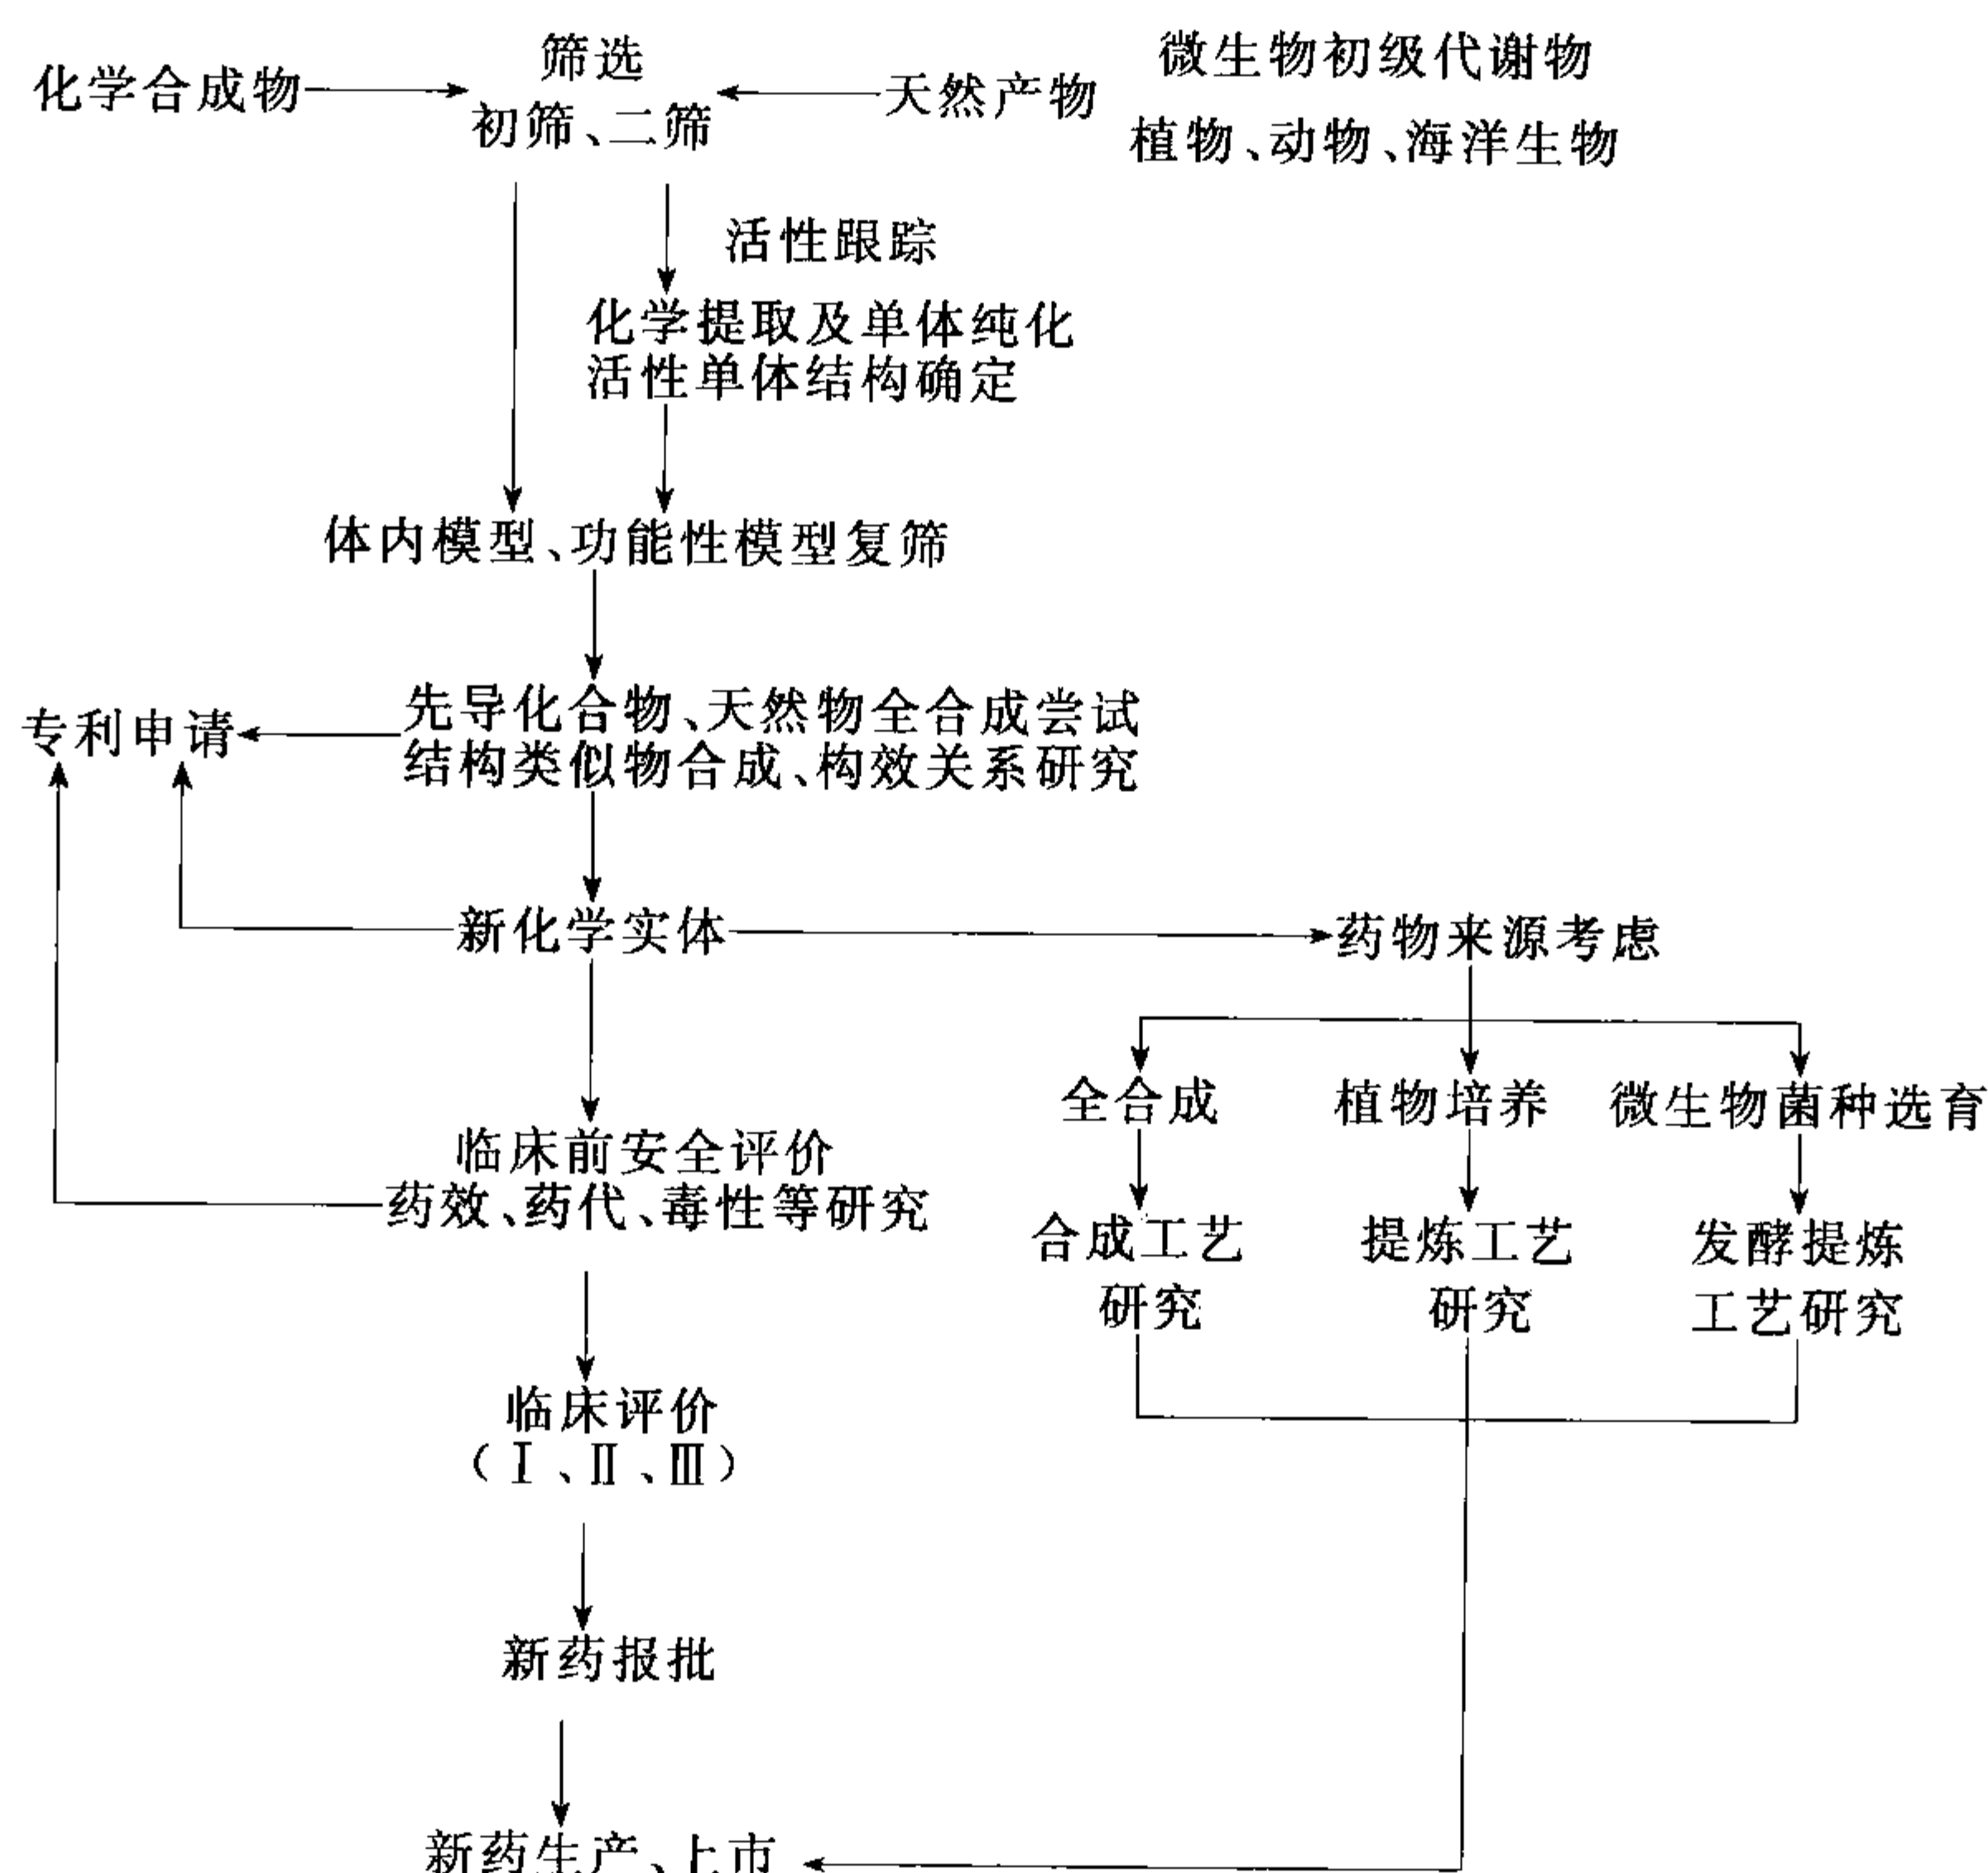 化学合成物
筛选
初筛、二筛
天然产物
微生物初级代谢物
植物、动物、海洋生物
活性跟踪
化学提取及单体纯化
活性单体结构确定
体内模型、功能性模型复筛
专利申请
先导化合物、天然物全合成尝试
结构类似物合成、构效关系研究
新化学实体
药物来源考虑
全合成
植物培养
微生物菌种选育
临床前安全评价
药效、药代、毒性等研究
合成工艺
研究
提炼工艺
研究
发酵提炼
工艺研究
临床评价
（Ⅰ、Ⅱ、Ⅲ）
新药报批
新药生产、上市